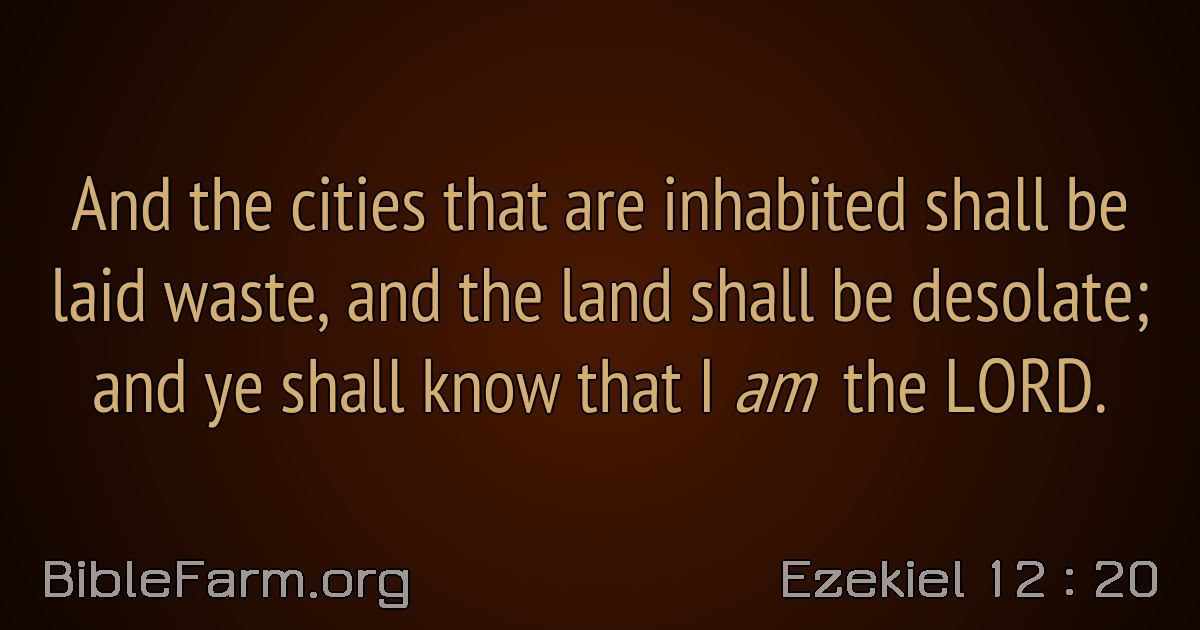 And the cities that are inhabited shall be
laid waste, and the land shall be desolate;
and ye shall know that I am the LORD.
BibleFarm.org
Ezekiel 12 : 20